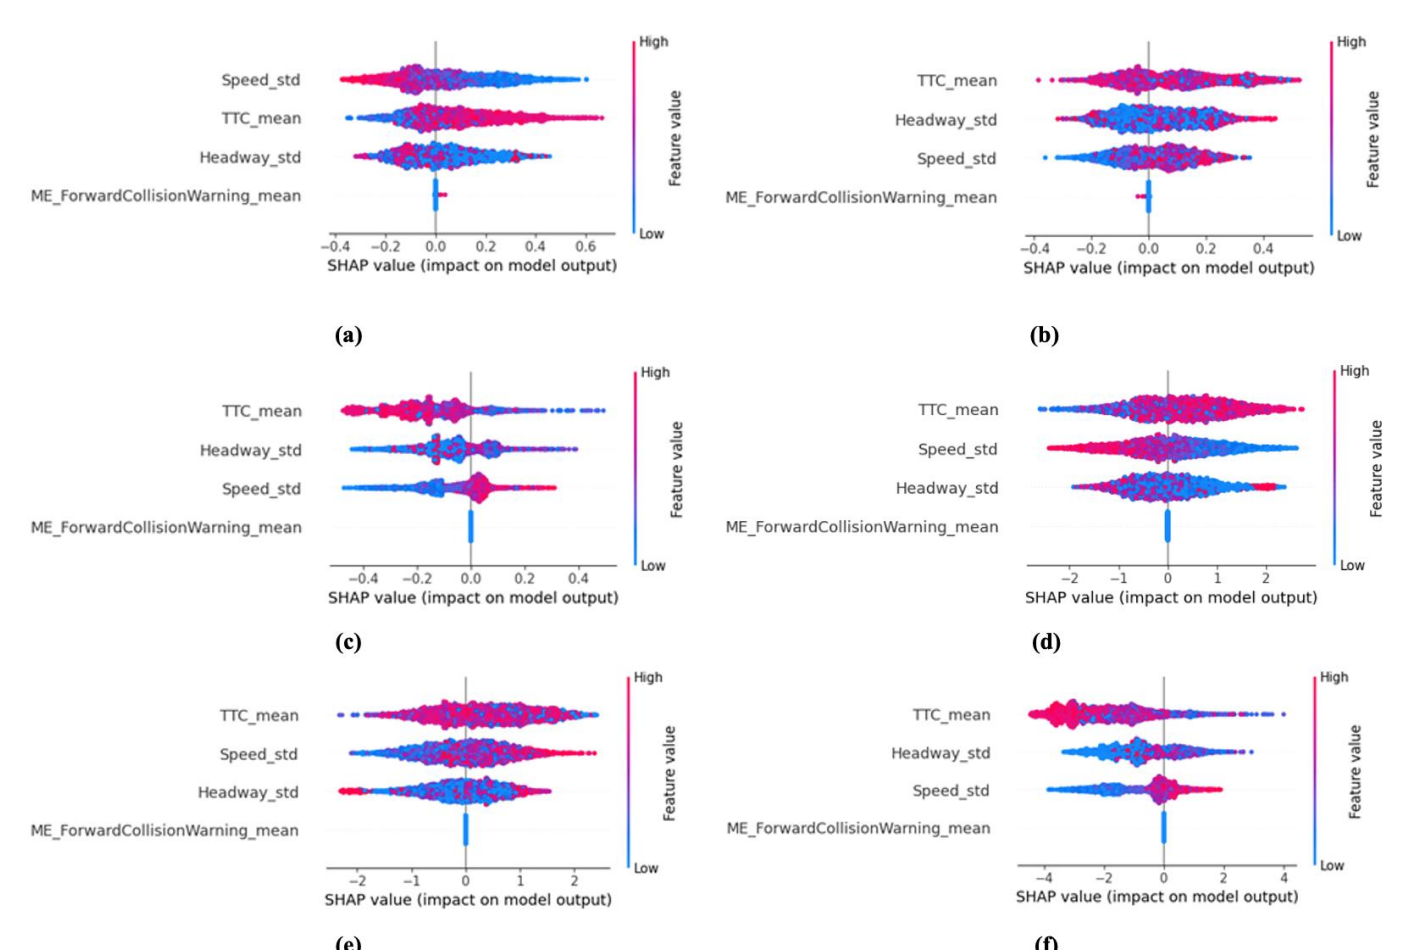 High
Speed_std
TTC_mean
Headway_std
ME_ForwardCollisionWarning_mean
Feature value
Low
−0.4 −0.2 0.0 0.2 0.4 0.6
SHAP value (impact on model output)
(a)
High
TTC_mean
Headway_std
Speed_std
ME_ForwardCollisionWarning_mean
Feature value
Low
−0.4 −0.2 0.0 0.2 0.4
SHAP value (impact on model output)
(b)
High
TTC_mean
Headway_std
Speed_std
ME_ForwardCollisionWarning_mean
Feature value
Low
−0.4 −0.2 0.0 0.2 0.4
SHAP value (impact on model output)
(c)
High
TTC_mean
Speed_std
Headway_std
ME_ForwardCollisionWarning_mean
Feature value
Low
−2 −1 0 1 2
SHAP value (impact on model output)
(d)
High
TTC_mean
Speed_std
Headway_std
ME_ForwardCollisionWarning_mean
Feature value
Low
−2 −1 0 1 2
SHAP value (impact on model output)
(e)
High
TTC_mean
Headway_std
Speed_std
ME_ForwardCollisionWarning_mean
Feature value
Low
−4 −2 0 2 4
SHAP value (impact on model output)
(f)